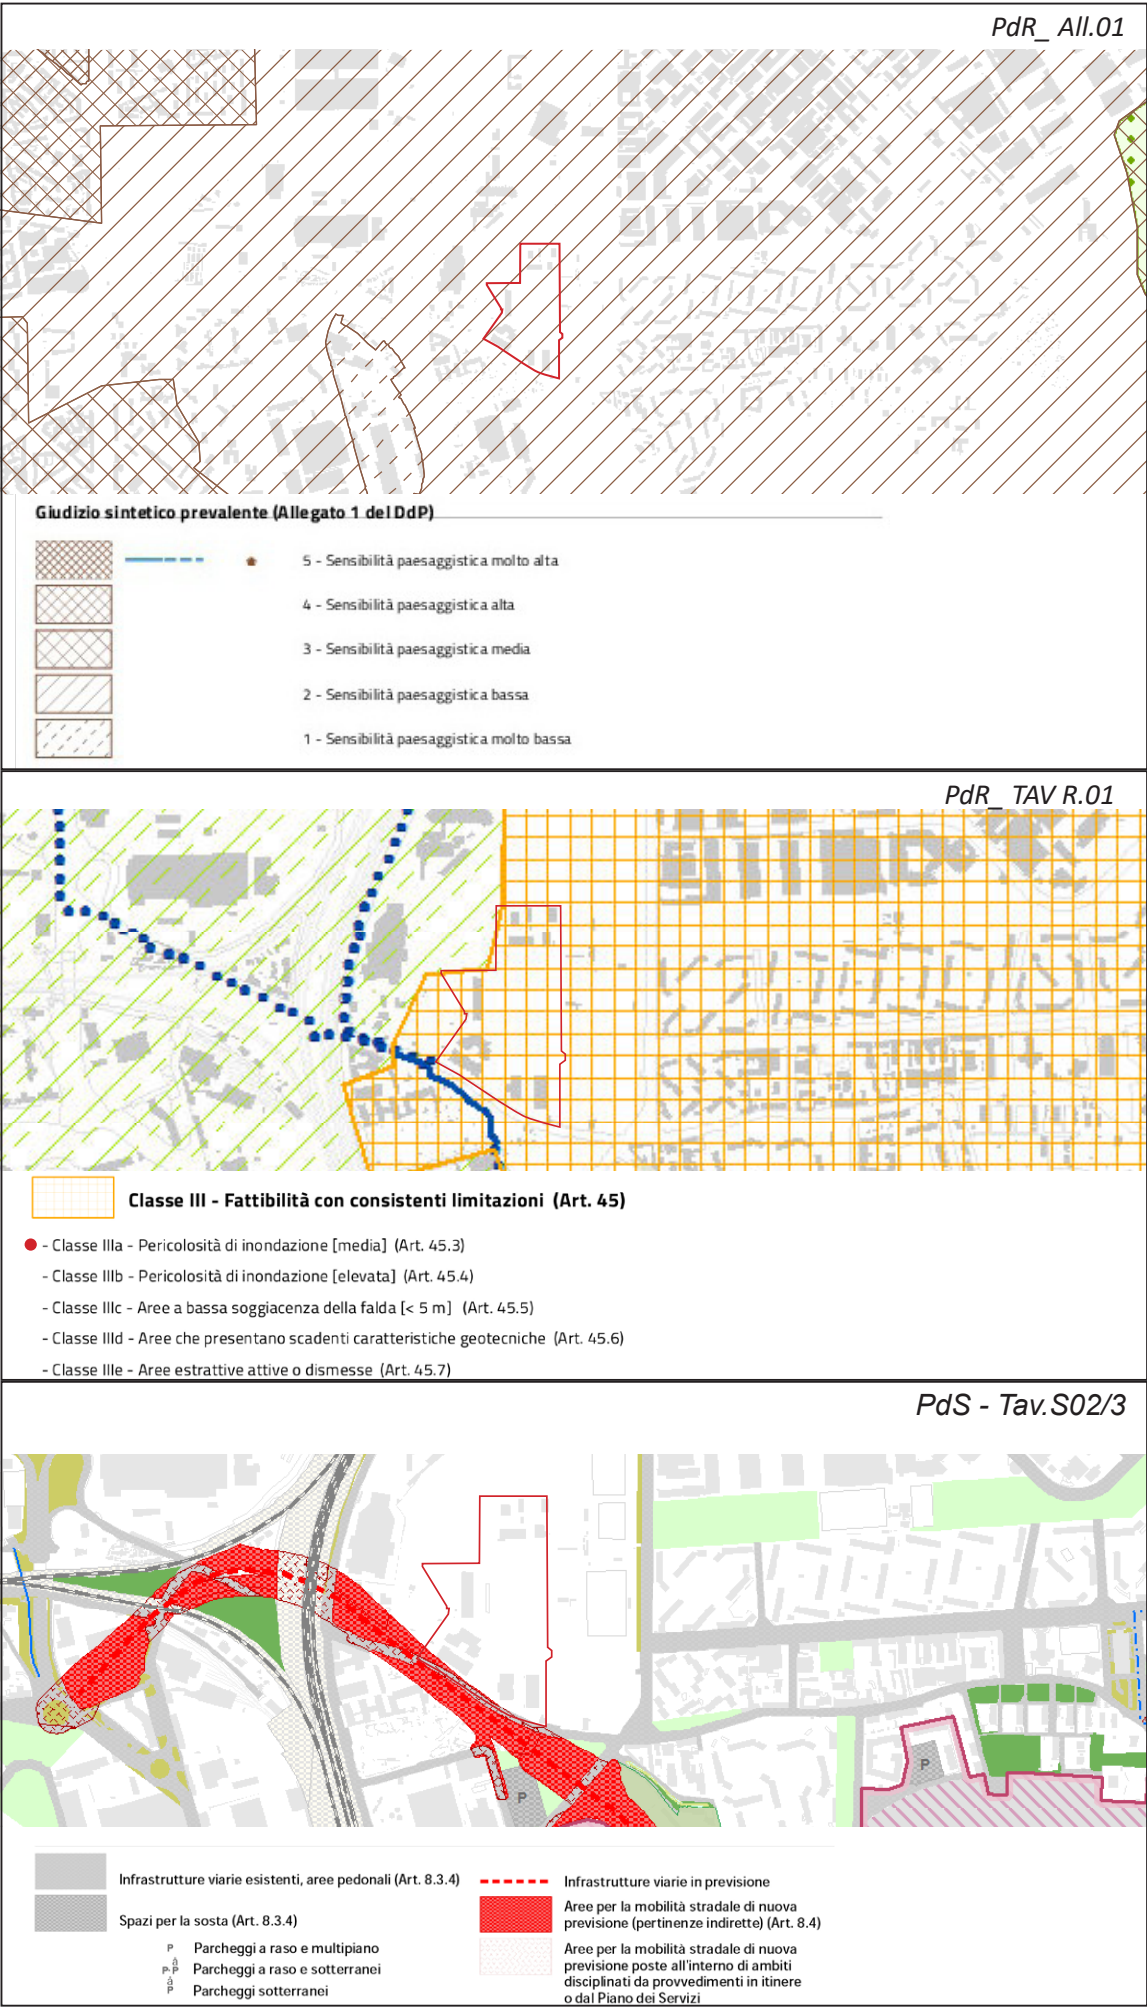 PdR_ All.01
Giudizio sintetico prevalente (Allegato 1 del DdP)
5 - Sensibilità paesaggistica molto alta
4 - Sensibilità paesaggistica alta
3 - Sensibilità paesaggistica media
2 - Sensibilità paesaggistica bassa
1 - Sensibilità paesaggistica molto bassa
PdR_ TAV R.01
Classe III - Fattibilità con consistenti limitazioni (Art. 45)
- Classe IIIa - Pericolosità di inondazione [media] (Art. 45.3)
- Classe IIIb - Pericolosità di inondazione [elevata] (Art. 45.4)
- Classe IIIc - Aree a bassa soggiacenza della falda [< 5 m] (Art. 45.5)
- Classe IIId - Aree che presentano scadenti caratteristiche geotecniche (Art. 45.6)
- Classe IIIe - Aree estrattive attive o dismesse (Art. 45.7)
PdS - Tav.S02/3
P
P
Infrastrutture viarie esistenti, aree pedonali (Art. 8.3.4)
Spazi per la sosta (Art. 8.3.4)
P Parcheggi a raso e multipiano
P-P Parcheggi a raso e sotterranei
P Parcheggi sotterranei
Infrastrutture viarie in previsione
Aree per la mobilità stradale di nuova
previsione (pertinenze indirette) (Art. 8.4)
Aree per la mobilità stradale di nuova
previsione poste all'interno di ambiti
disciplinati da provvedimenti in itinere
o dal Piano dei Servizi